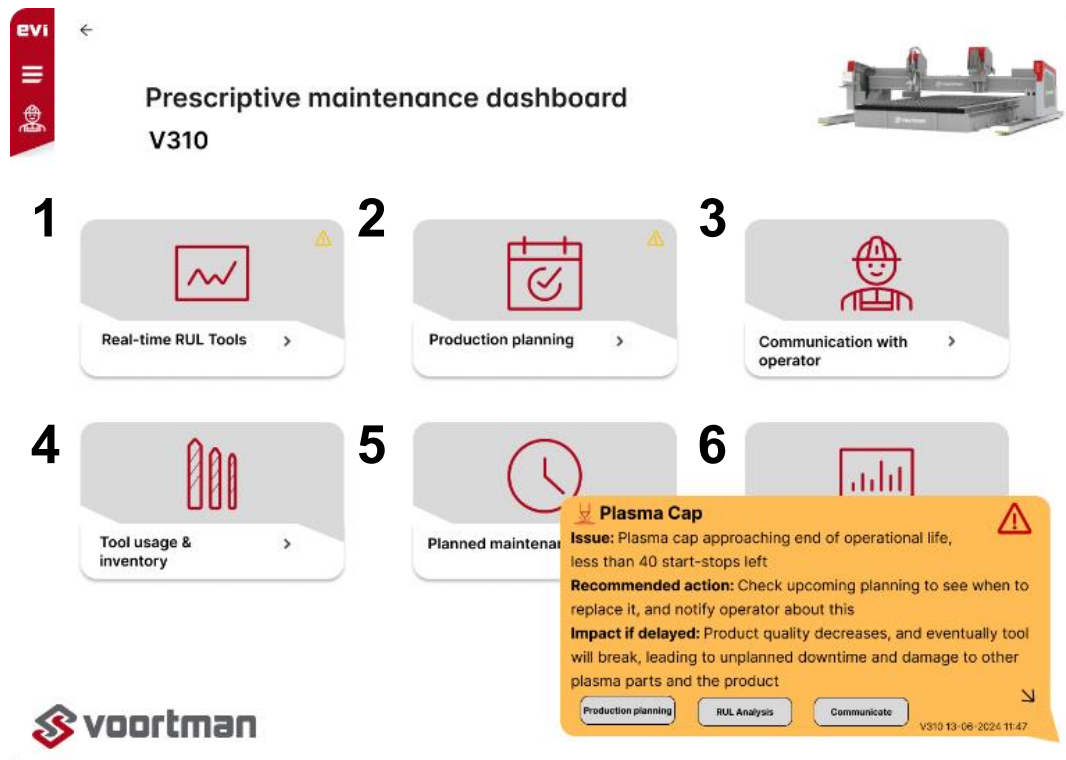 evi
Prescriptive maintenance dashboard
V310
1
2
3
Real-time RUL Tools
Production planning
Communication with
operator
4
5
6
Tool usage &
inventory
Planned
Plasma Cap
Issue: Plasma cap approaching end of operational life,
less than 40 start-stops left
Recommended action: Check upcoming planning to see when to
replace it, and notify operator about this
Impact if delayed: Product quality decreases, and eventually tool
will break, leading to unplanned downtime and damage to other
plasma parts and the product
Production planning
RUL Analysis
Communicate
V310 13-06-2024 11:47
voortman